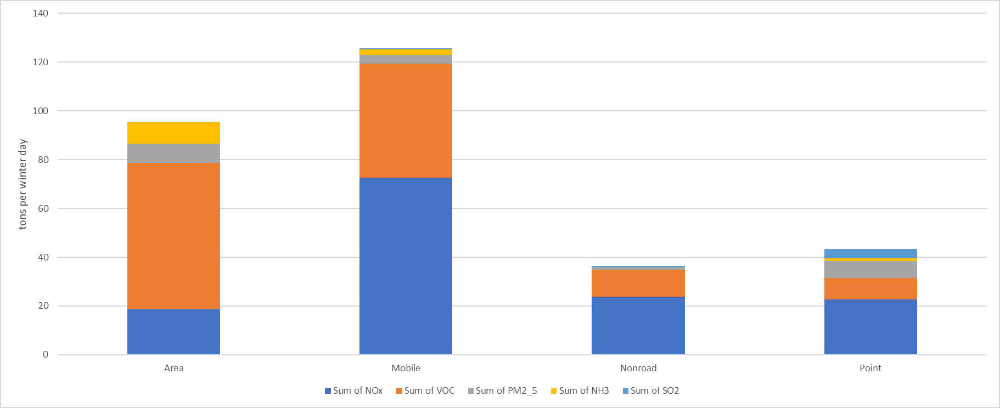 140
120
100
80
60
40
20
0
tons per winter day
Area Mobile Nonroad Point
Sum of NOx Sum of VOC Sum of PM2_5 Sum of NH3 Sum of SO2